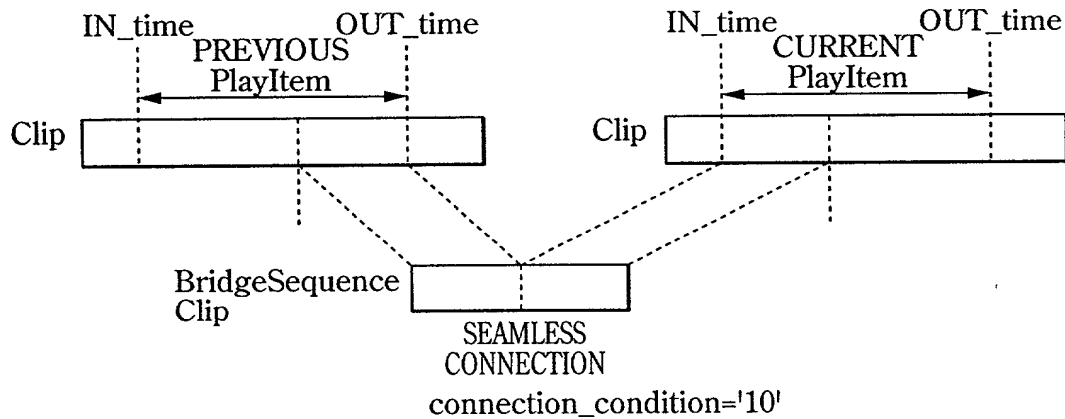 IN_time
OUT_time
PREVIOUS
PlayItem
Clip
IN_time
OUT_time
CURRENT
PlayItem
Clip
BridgeSequence
Clip
SEAMLESS
CONNECTION
connection_condition='10'